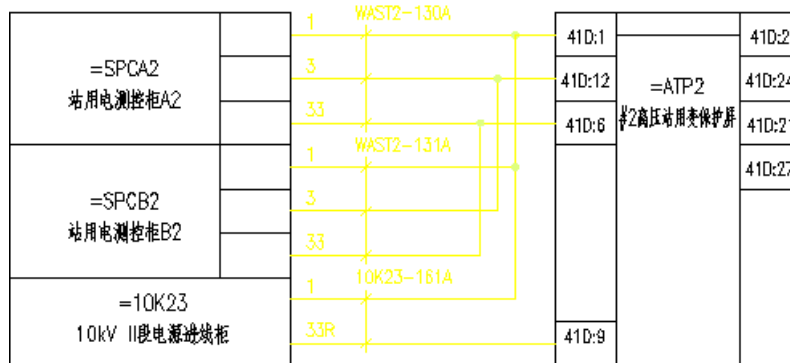 1
WAST2-130A
41D:1
41D:2
=SPCA2
站用电测控柜A2
3
41D:12
=ATP2
#2高压站用变保护屏
41D:24
33
41D:6
41D:21
1
WAST2-131A
41D:27
=SPCB2
站用电测控柜B2
3
33
1
10K23-161A
=10K23
10kV II段电源进线柜
33R
41D:9